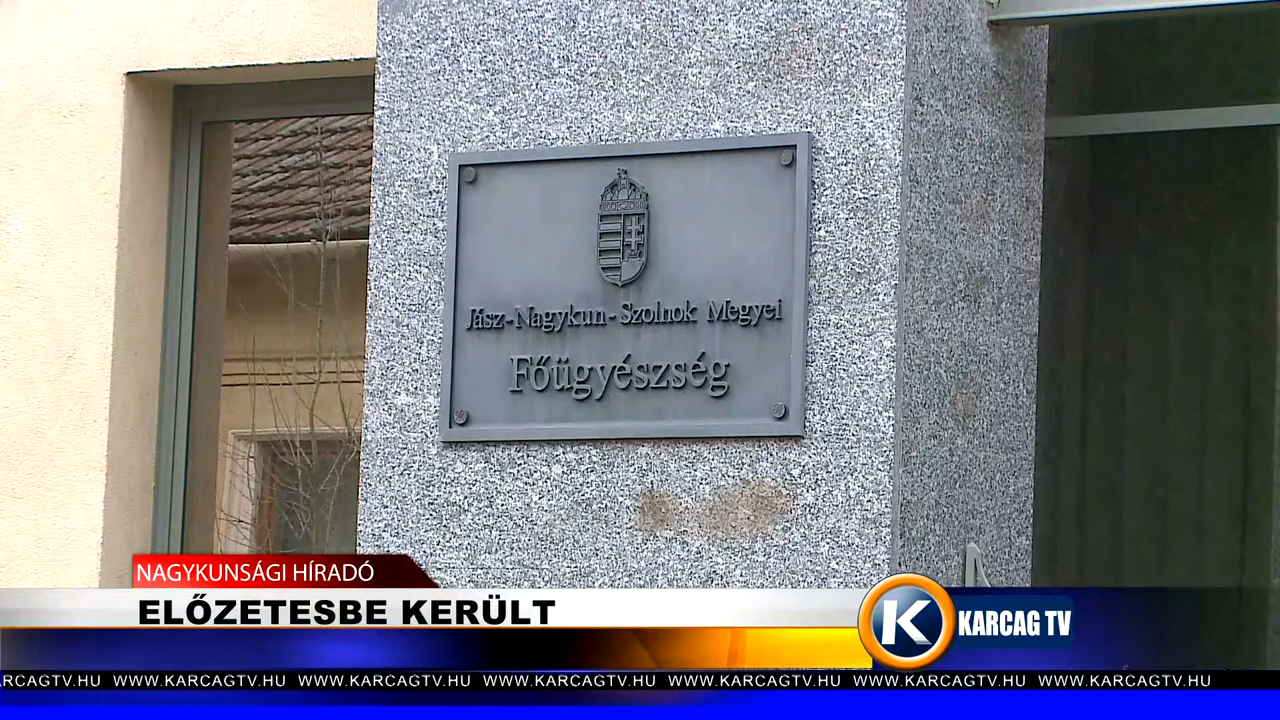 Jász-Nagykun-Szolnok Megyei
Főügyészség
NAGYKUNSÁGI HÍRADÓ
ELŐZETESBE KERÜLT
K KARCAG TV
KARCAGTV.HU WWW.KARCAGTV.HU WWW.KARCAGTV.HU WWW.KARCAGTV.HU WWW.KARCAGTV.HU WWW.KARCAGTV.HU WWW.KARCAGTV.HU